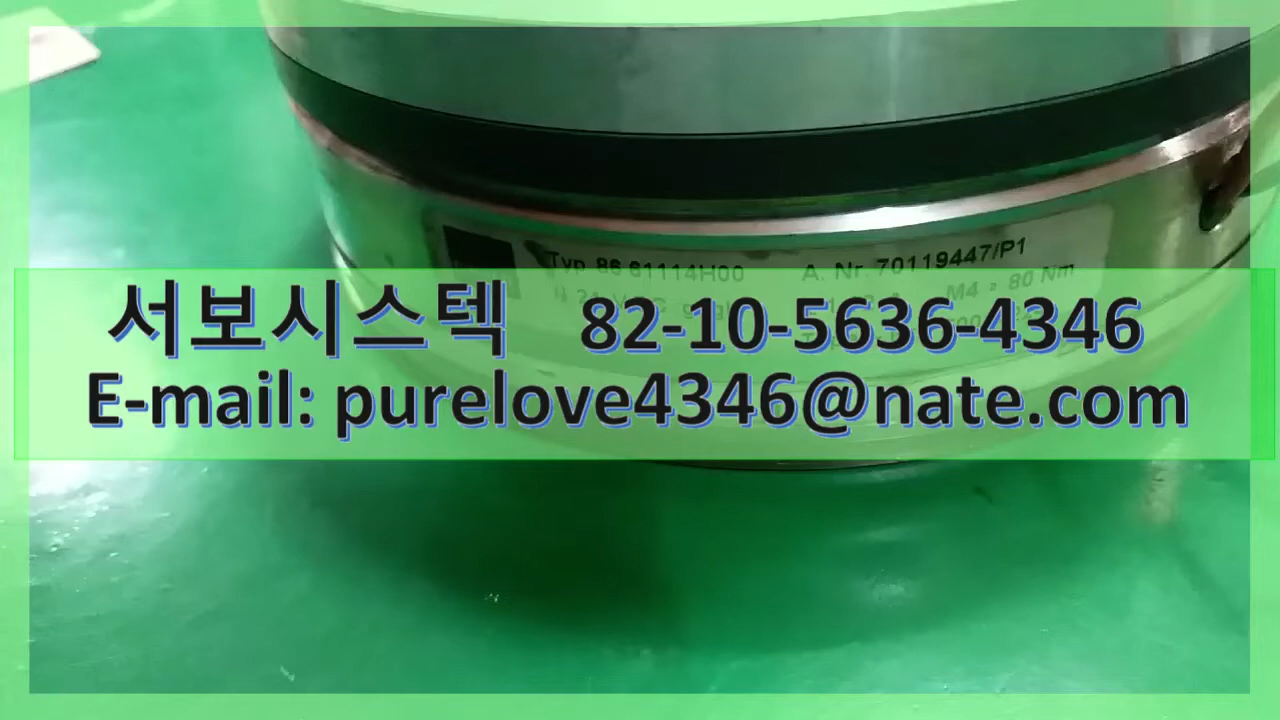 Typ 86 61114H00 A. Nr. 70119447/P1
M4 = 80 Nm
서보시스텍 82-10-5636-4346
E-mail: purelove4346@nate.com